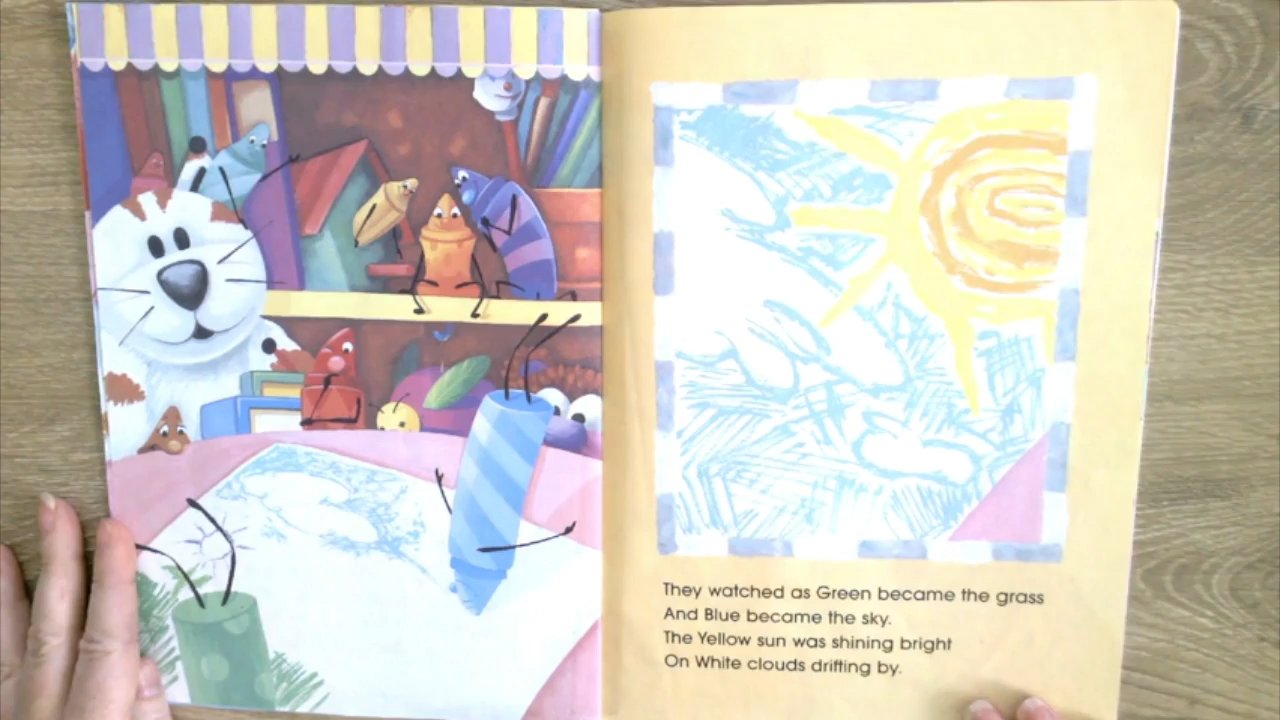 They watched as Green became the grass
And Blue became the sky.
The Yellow sun was shining bright
On White clouds drifting by.